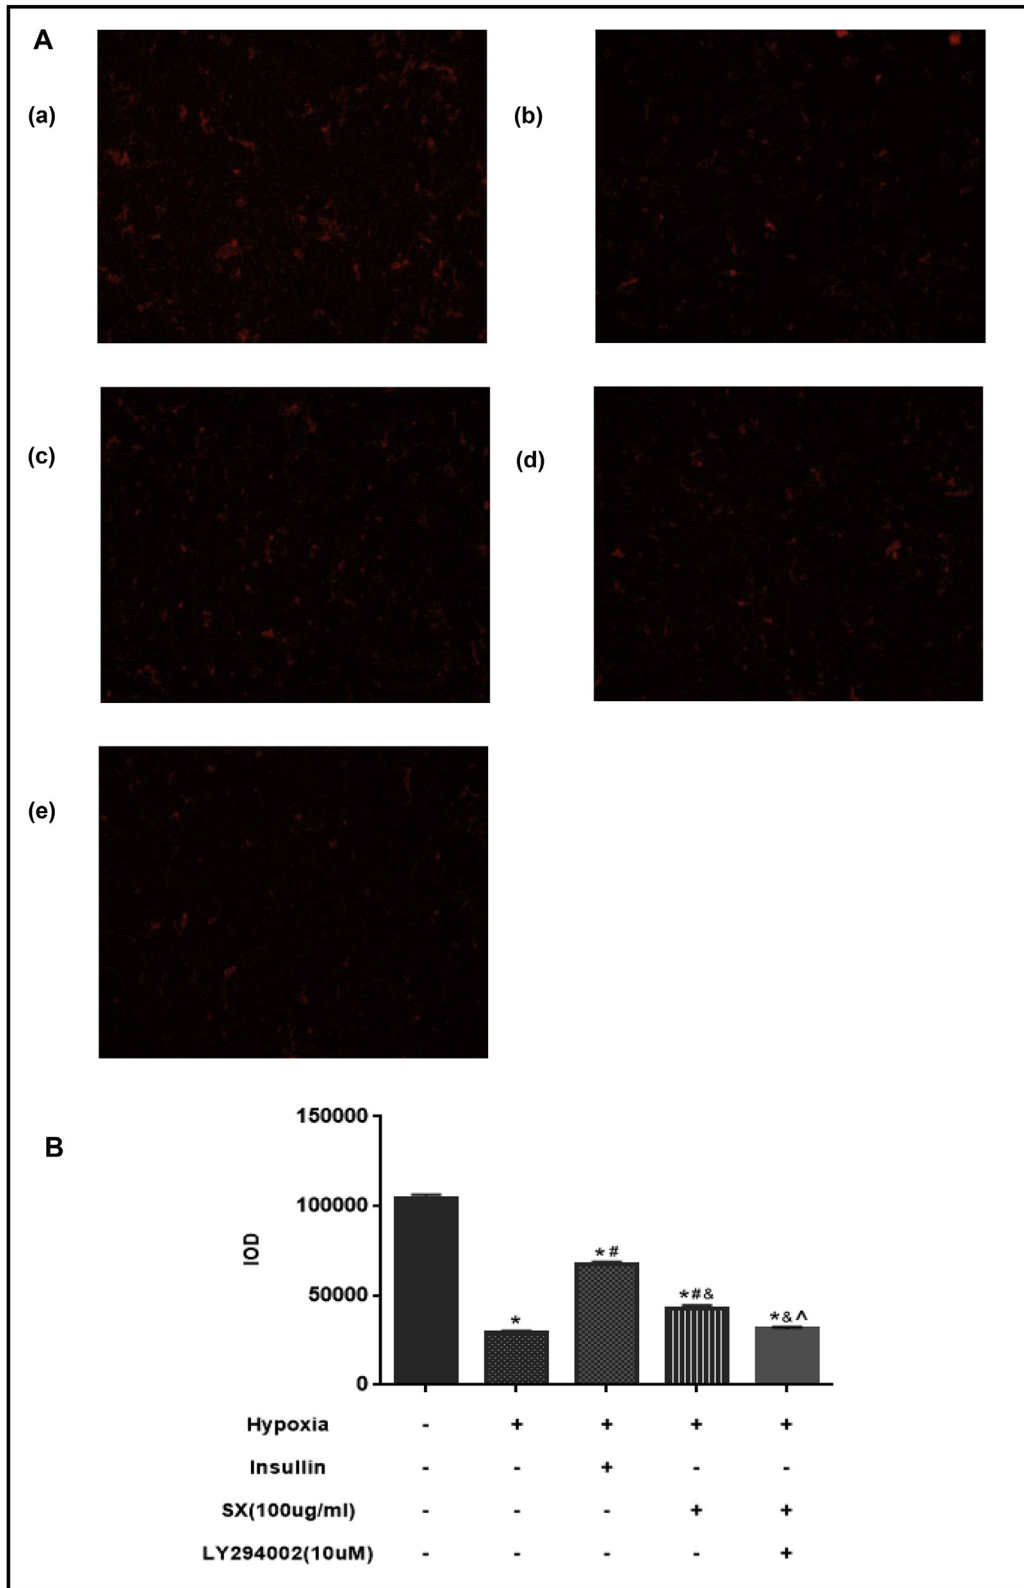 A
(a)
(b)
(c)
(d)
(e)
B
150000
100000
50000
0
IOD
*
*#
*#&
*&^
Hypoxia - + + + +
Insullin - - + - -
SX(100ug/ml) - - - + +
LY294002(10uM) - - - - +